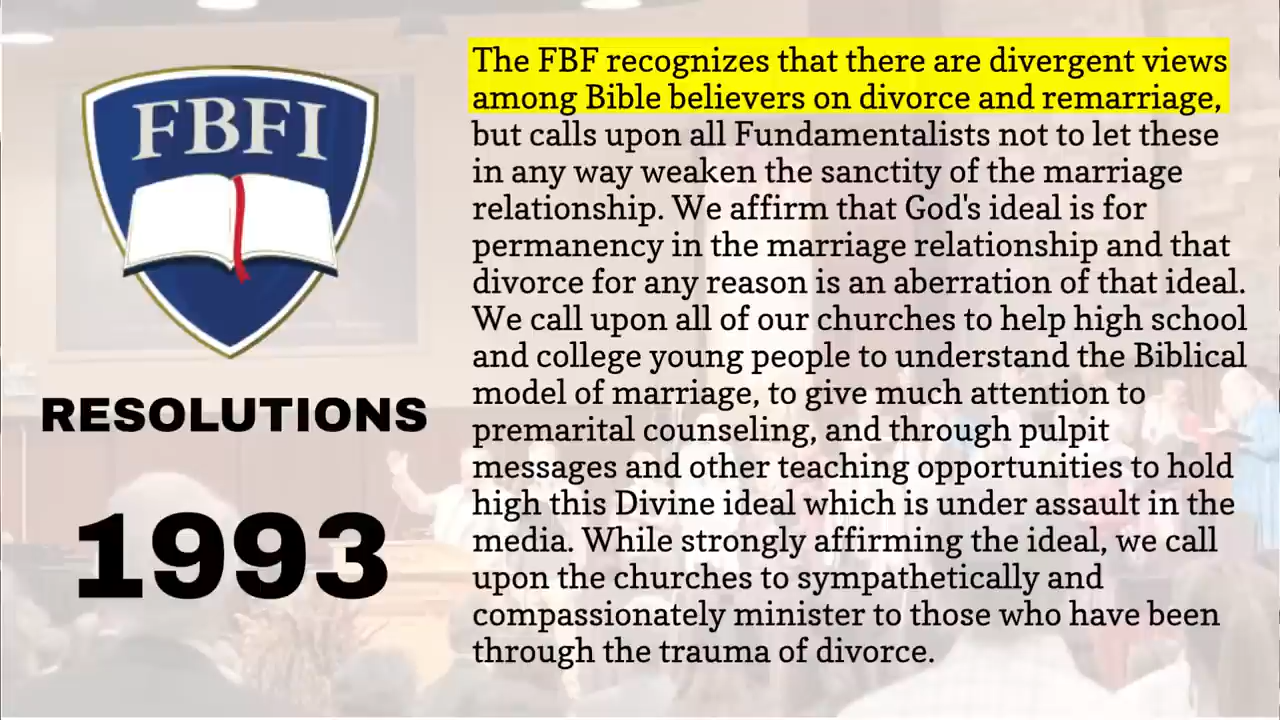 FBFI
RESOLUTIONS
1993
The FBF recognizes that there are divergent views
among Bible believers on divorce and remarriage,
but calls upon all Fundamentalists not to let these
in any way weaken the sanctity of the marriage
relationship. We affirm that God's ideal is for
permanency in the marriage relationship and that
divorce for any reason is an aberration of that ideal.
We call upon all of our churches to help high school
and college young people to understand the Biblical
model of marriage, to give much attention to
premarital counseling, and through pulpit
messages and other teaching opportunities to hold
high this Divine ideal which is under assault in the
media. While strongly affirming the ideal, we call
upon the churches to sympathetically and
compassionately minister to those who have been
through the trauma of divorce.